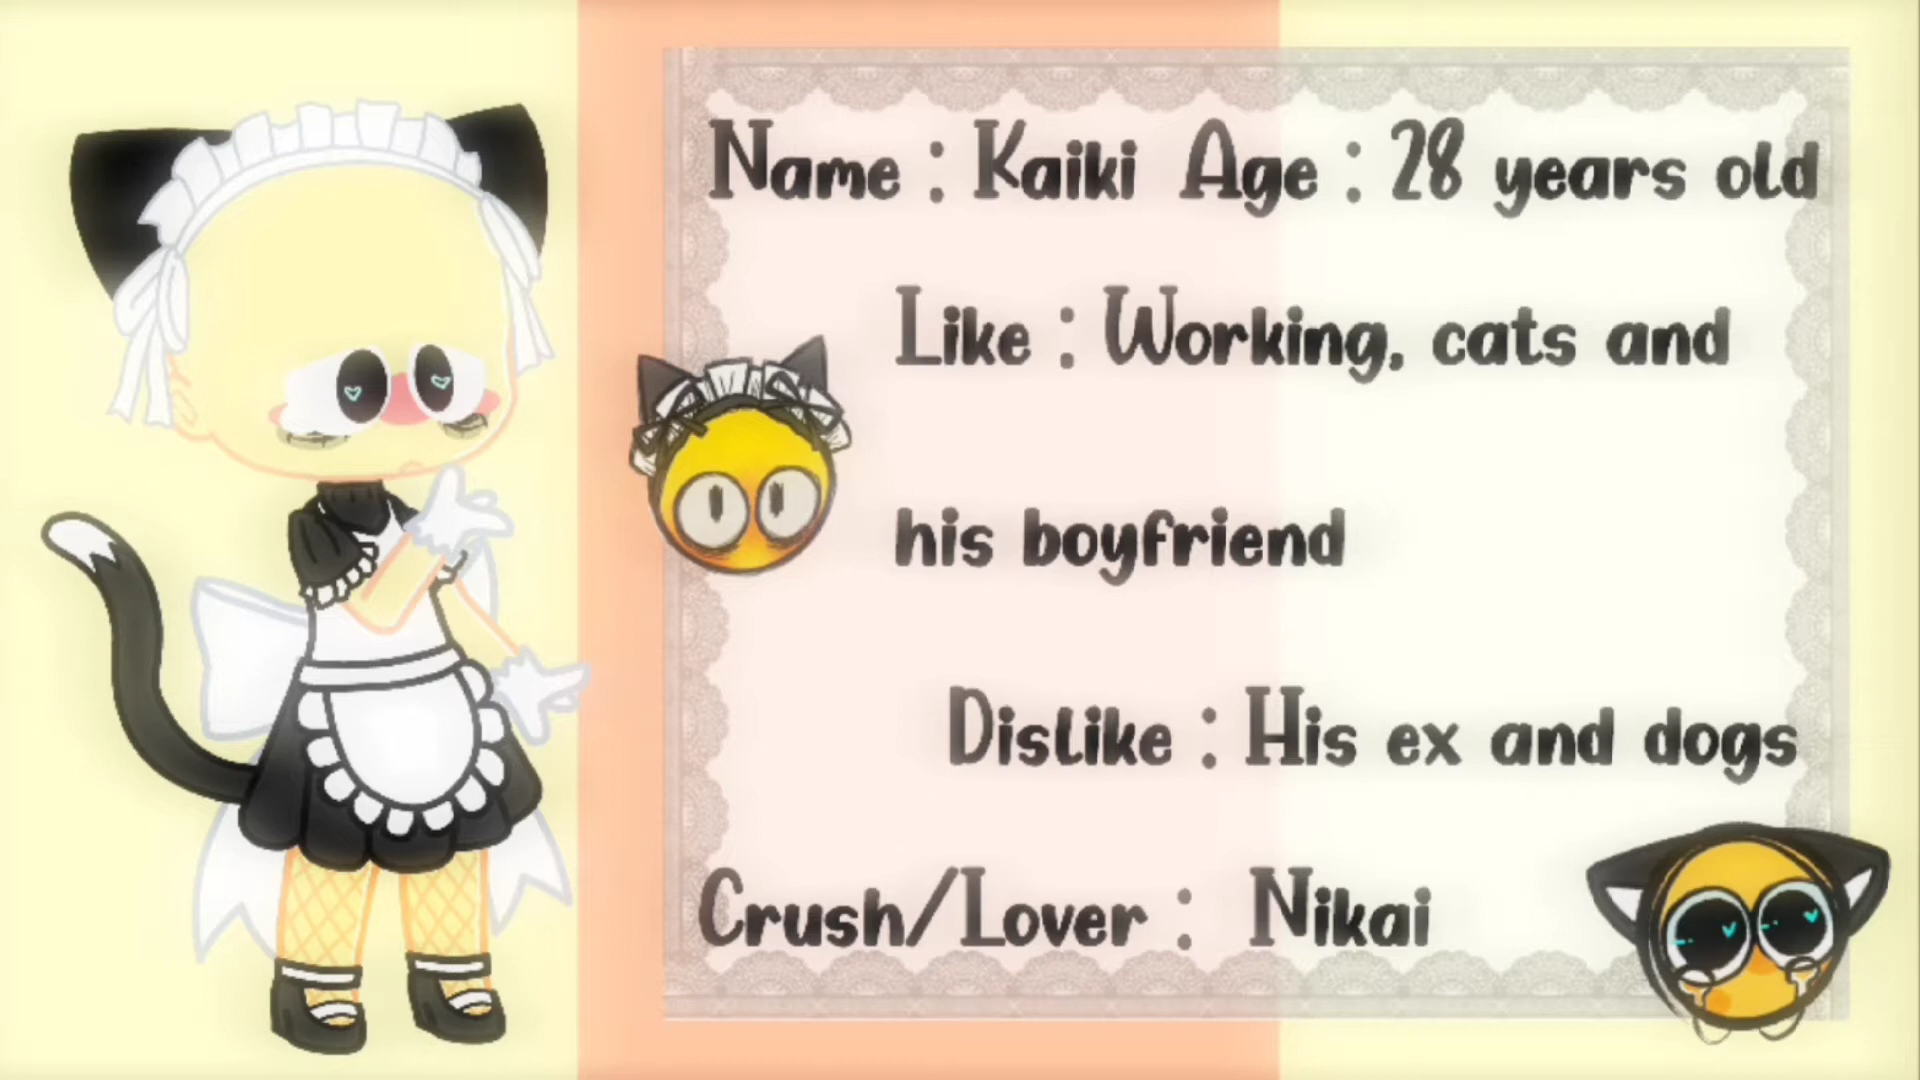 Name : Kaiki Age : 28 years old
Like : Working, cats and
his boyfriend
Dislike : His ex and dogs
Crush/Lover : Nikai